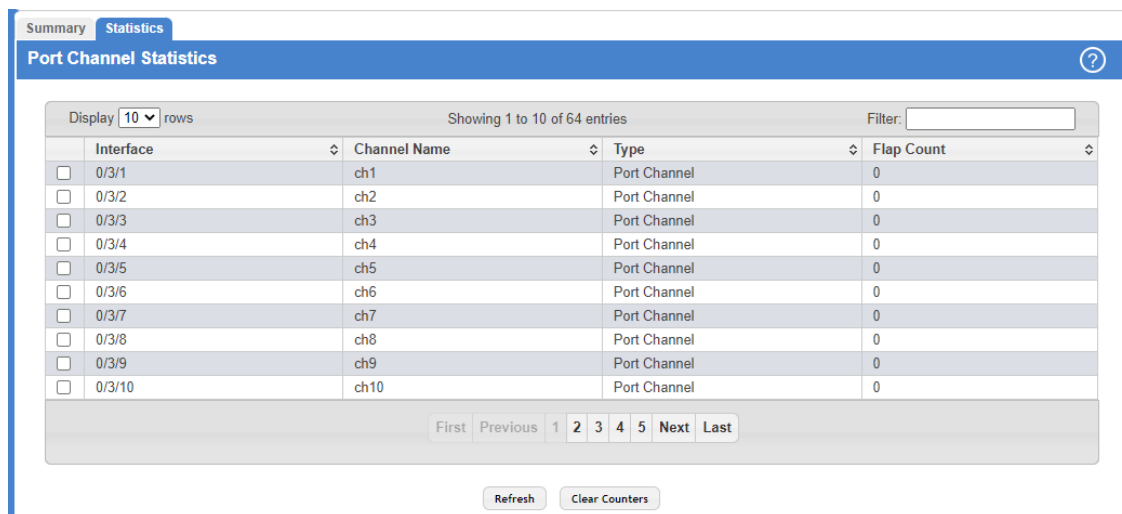 Summary Statistics
Port Channel Statistics ?
Display 10 rows Showing 1 to 10 of 64 entries Filter:
Interface Channel Name Type Flap Count
0/3/1 ch1 Port Channel 0
0/3/2 ch2 Port Channel 0
0/3/3 ch3 Port Channel 0
0/3/4 ch4 Port Channel 0
0/3/5 ch5 Port Channel 0
0/3/6 ch6 Port Channel 0
0/3/7 ch7 Port Channel 0
0/3/8 ch8 Port Channel 0
0/3/9 ch9 Port Channel 0
0/3/10 ch10 Port Channel 0
First Previous 1 2 3 4 5 Next Last
Refresh Clear Counters